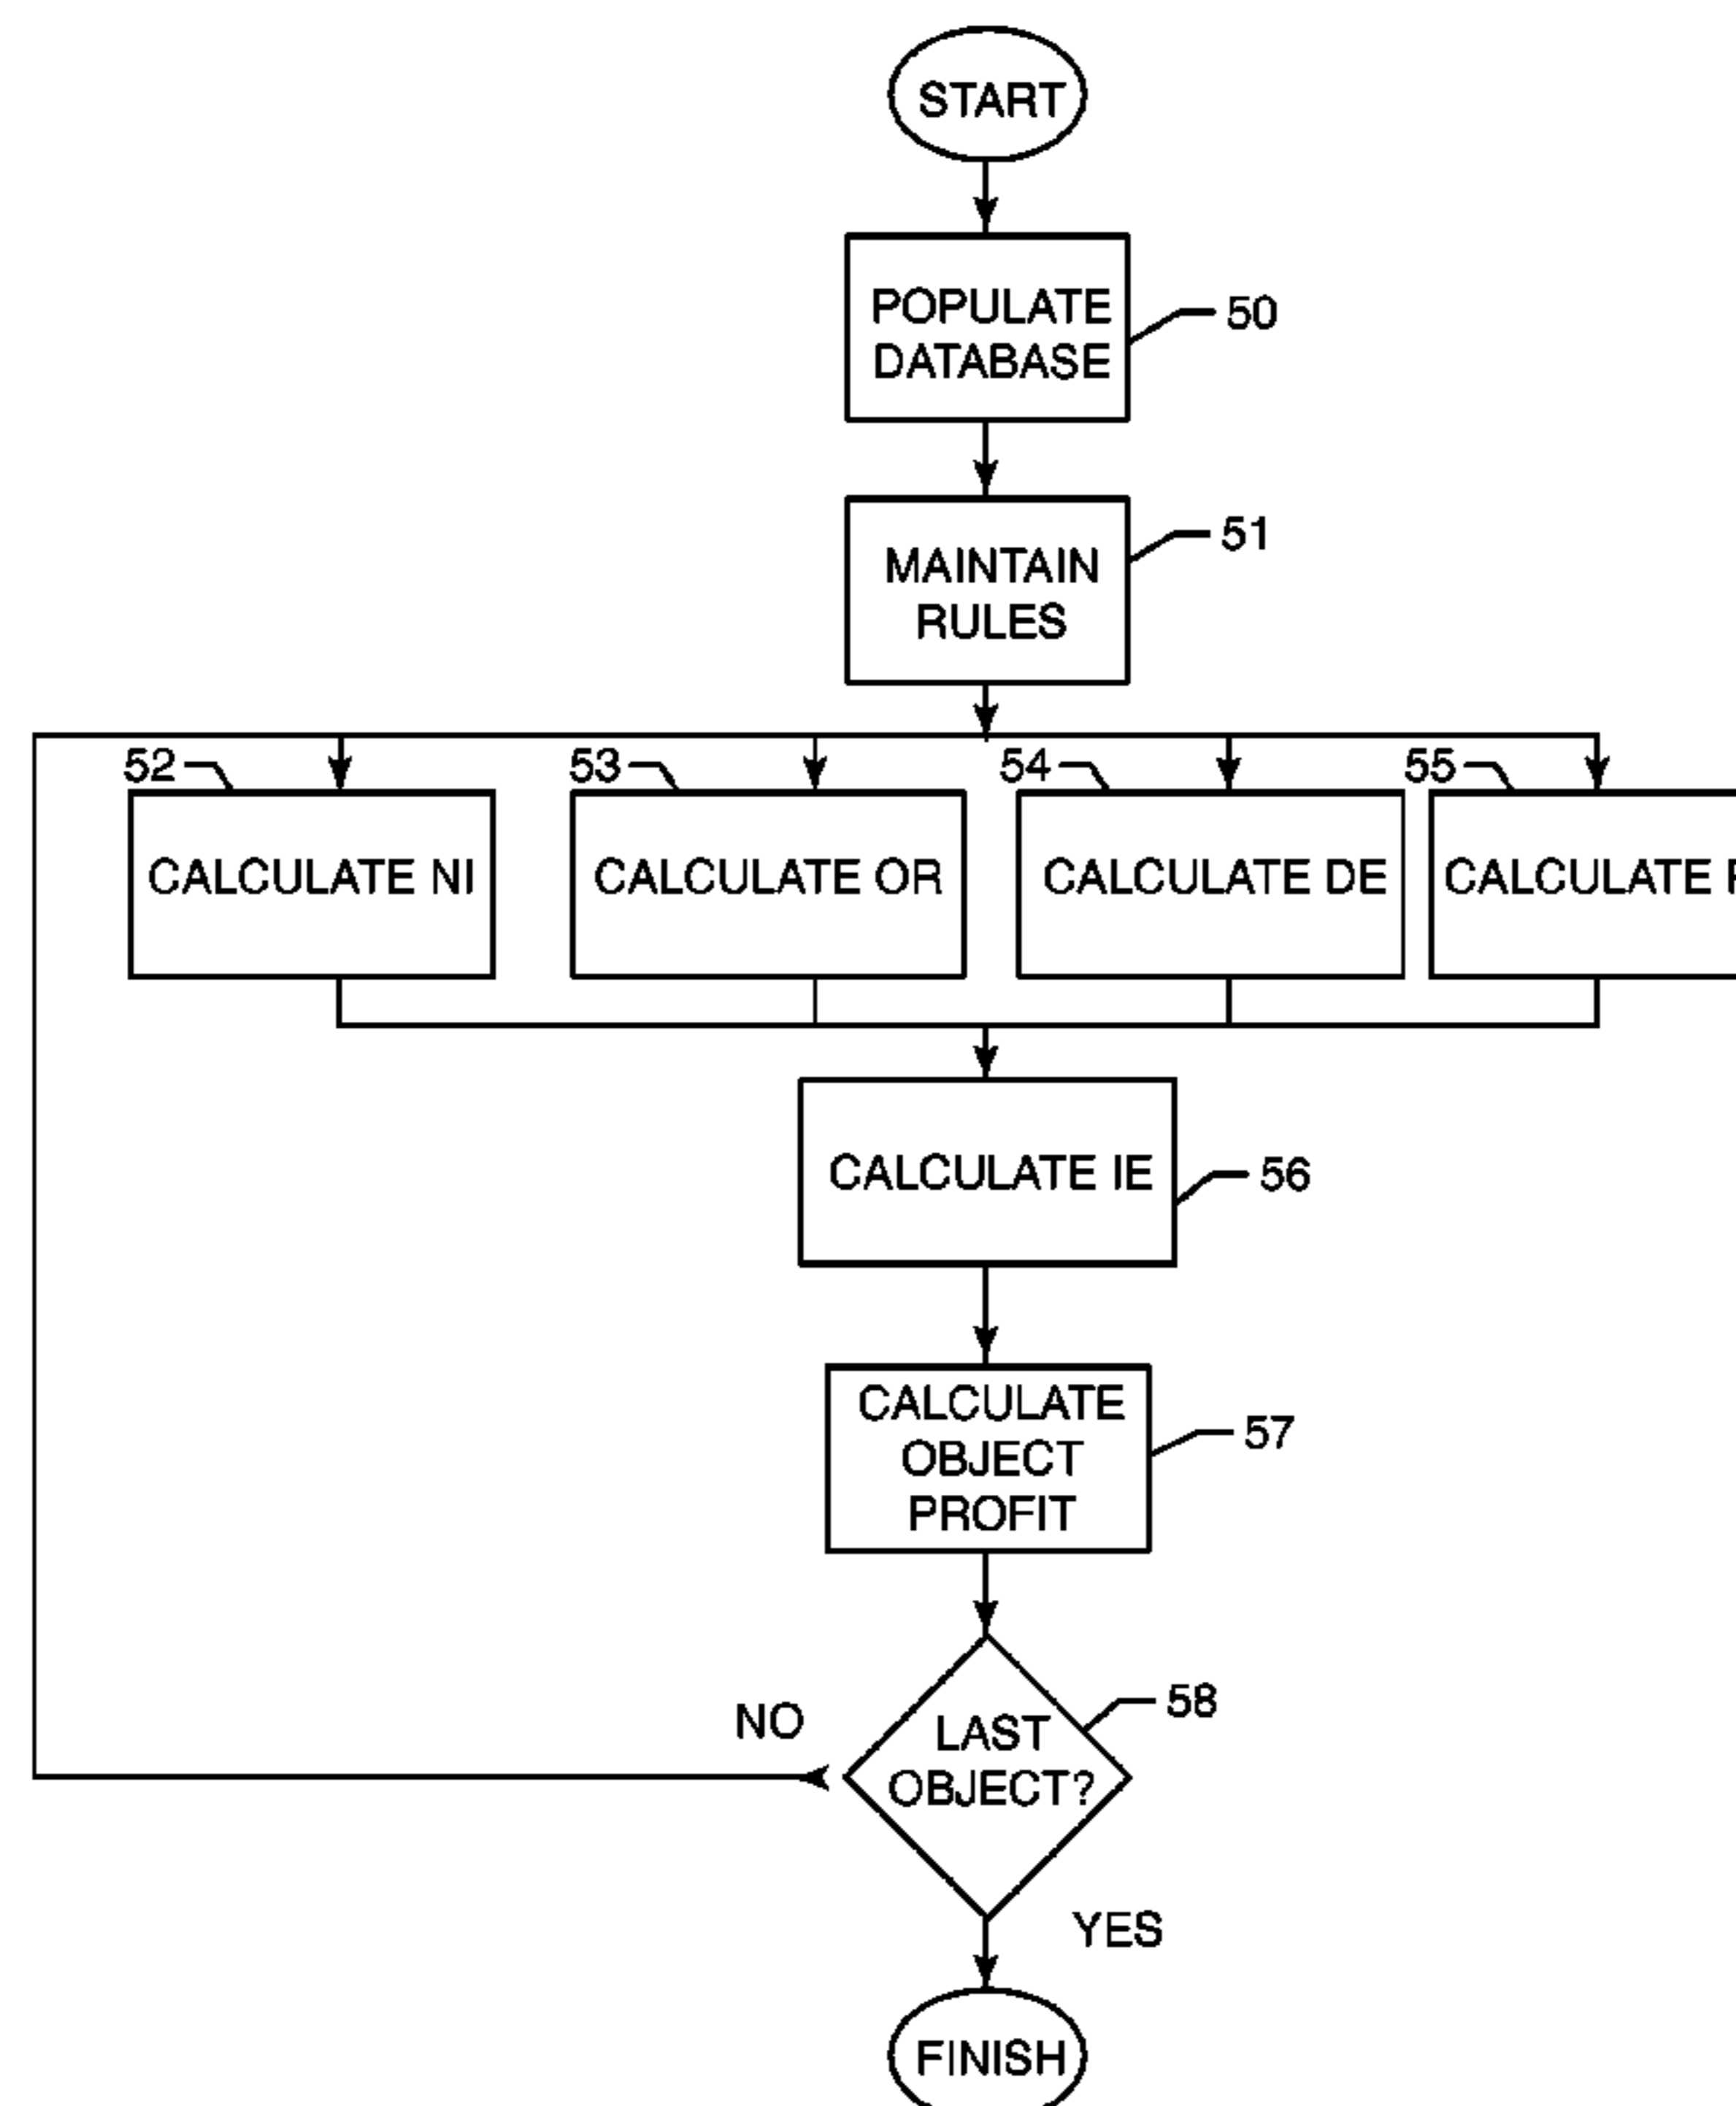 START
POPULATE
DATABASE
50
MAINTAIN
RULES
51
52
53
54
55
CALCULATE NI
CALCULATE OR
CALCULATE DE
CALCULATE
CALCULATE IE
56
CALCULATE
OBJECT
PROFIT
57
NO
LAST
OBJECT?
58
YES
FINISH